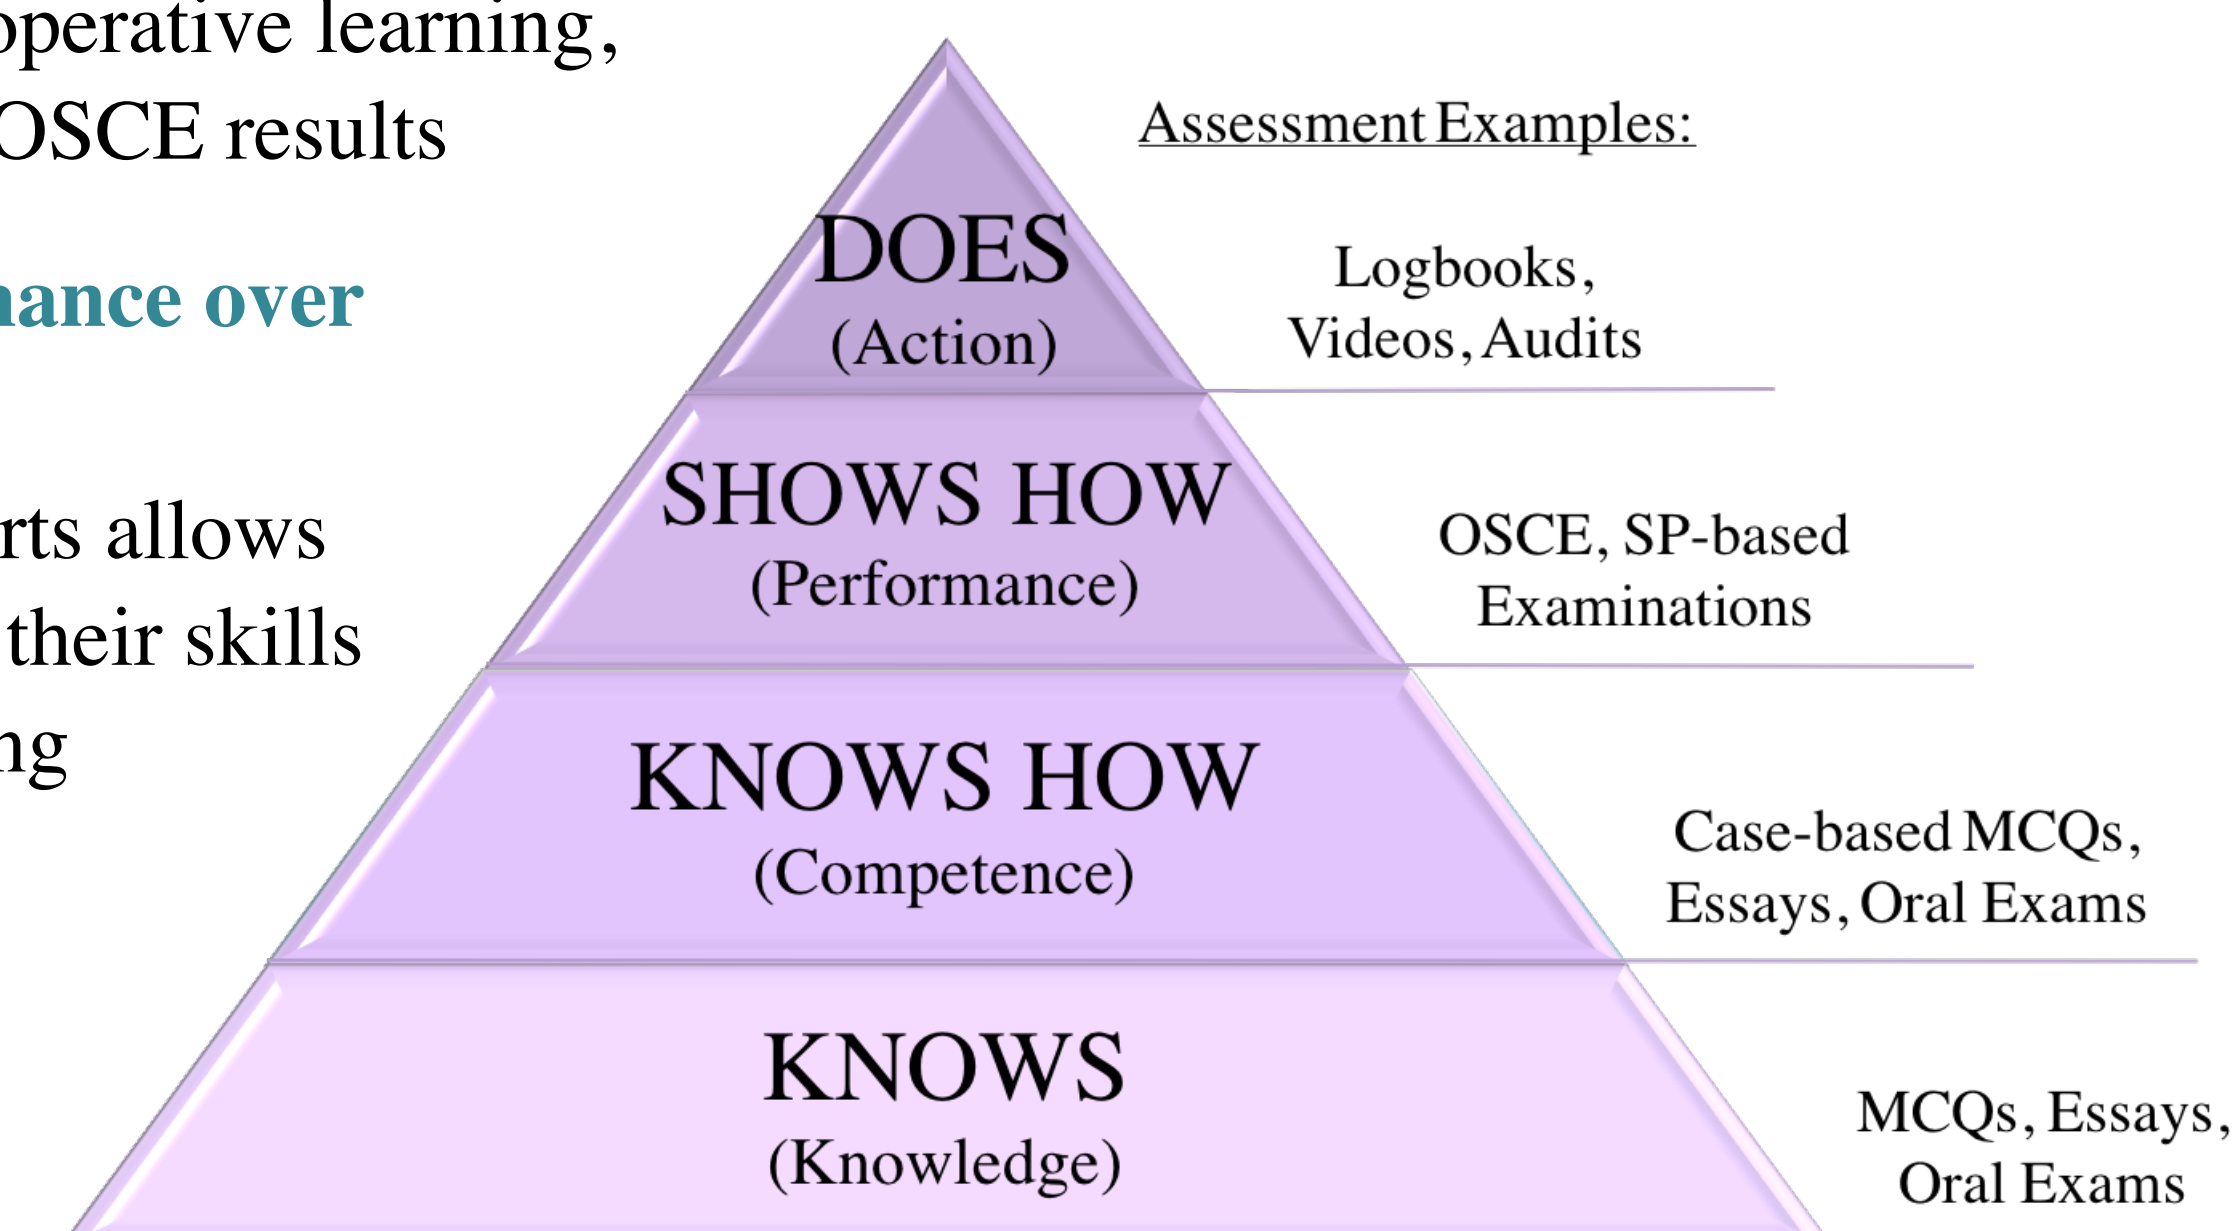 operative learning,
OSCE results
nance over
rts allows
their skills
ng
DOES
(Action)
SHOWS HOW
(Performance)
KNOWS HOW
(Competence)
KNOWS
(Knowledge)
Assessment Examples:
Logbooks,
Videos, Audits
OSCE, SP-based
Examinations
Case-based MCQs,
Essays, Oral Exams
MCQs, Essays,
Oral Exams